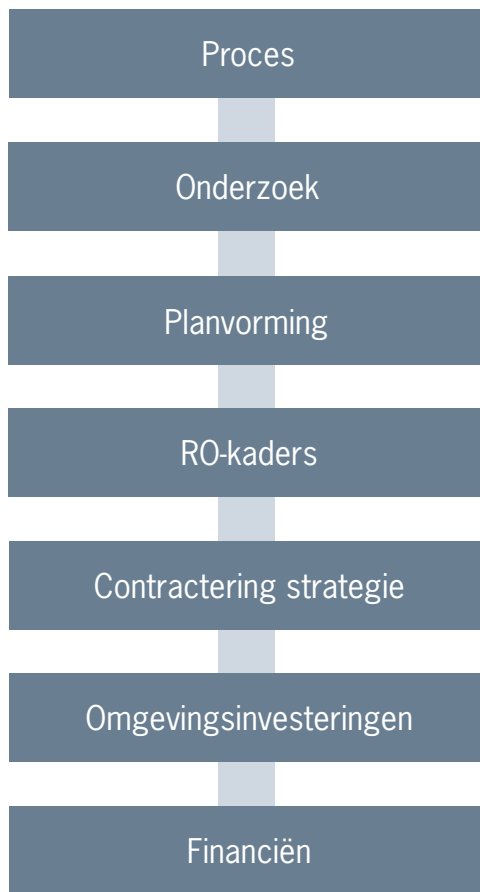 Proces
Onderzoek
Planvorming
RO-kaders
Contractering strategie
Omgevingsinvesteringen
Financiën